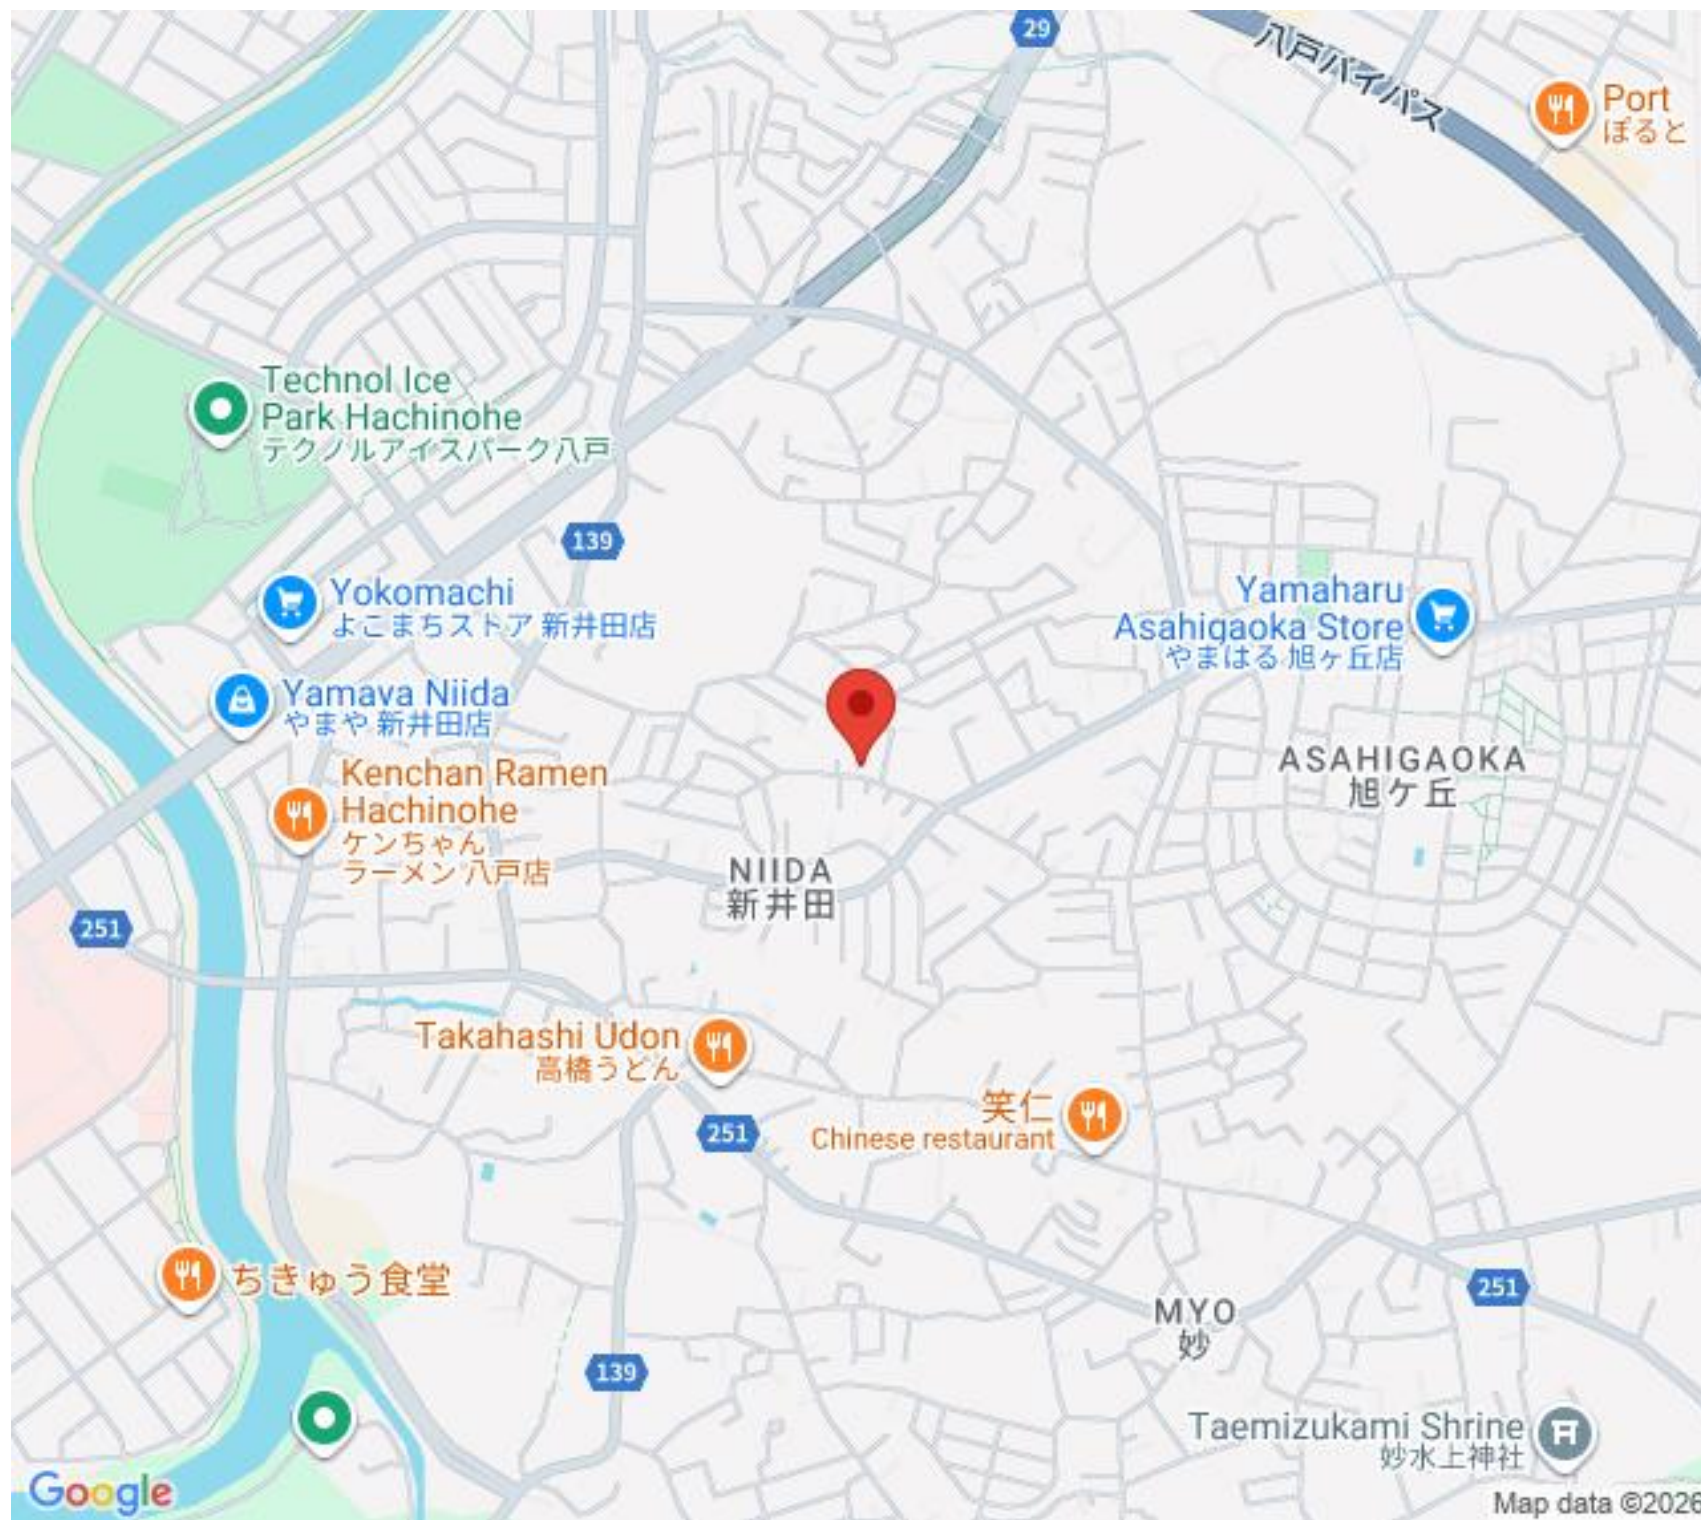 29
八戸バイパス
Port
ぽると
Technol Ice
Park Hachinohe
テクノルアイスパーク八戸
139
Yokomachi
よこまちストア 新井田店
Yamaharu
Asahigaoka Store
やまはる 旭ヶ丘店
Yamaya Niida
やまや 新井田店
Kenchan Ramen
Hachinohe
ケンちゃん
ラーメン 八戸店
ASAHIGAOKA
旭ケ丘
NIIDA
新井田
251
Takahashi Udon
高橋うどん
251
笑仁
Chinese restaurant
ちきゅう食堂
251
MYO
妙
139
Taemizukami Shrine
妙水上神社
Google
Map data ©2026